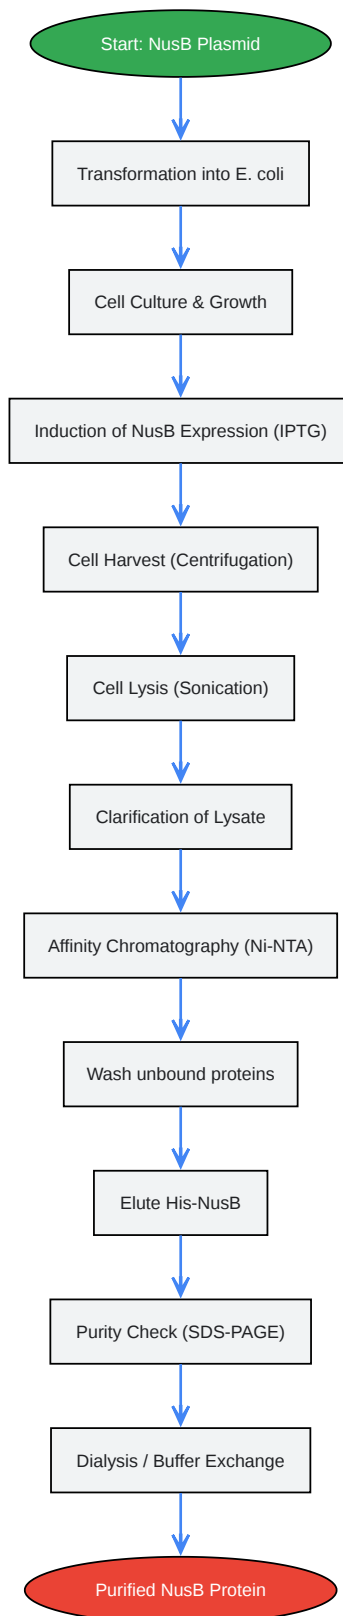 Start: NusB Plasmid
Transformation into E. coli
Cell Culture & Growth
Induction of NusB Expression (IPTG)
Cell Harvest (Centrifugation)
Cell Lysis (Sonication)
Clarification of Lysate
Affinity Chromatography (Ni-NTA)
Wash unbound proteins
Elute His-NusB
Purity Check (SDS-PAGE)
Dialysis / Buffer Exchange
Purified NusB Protein